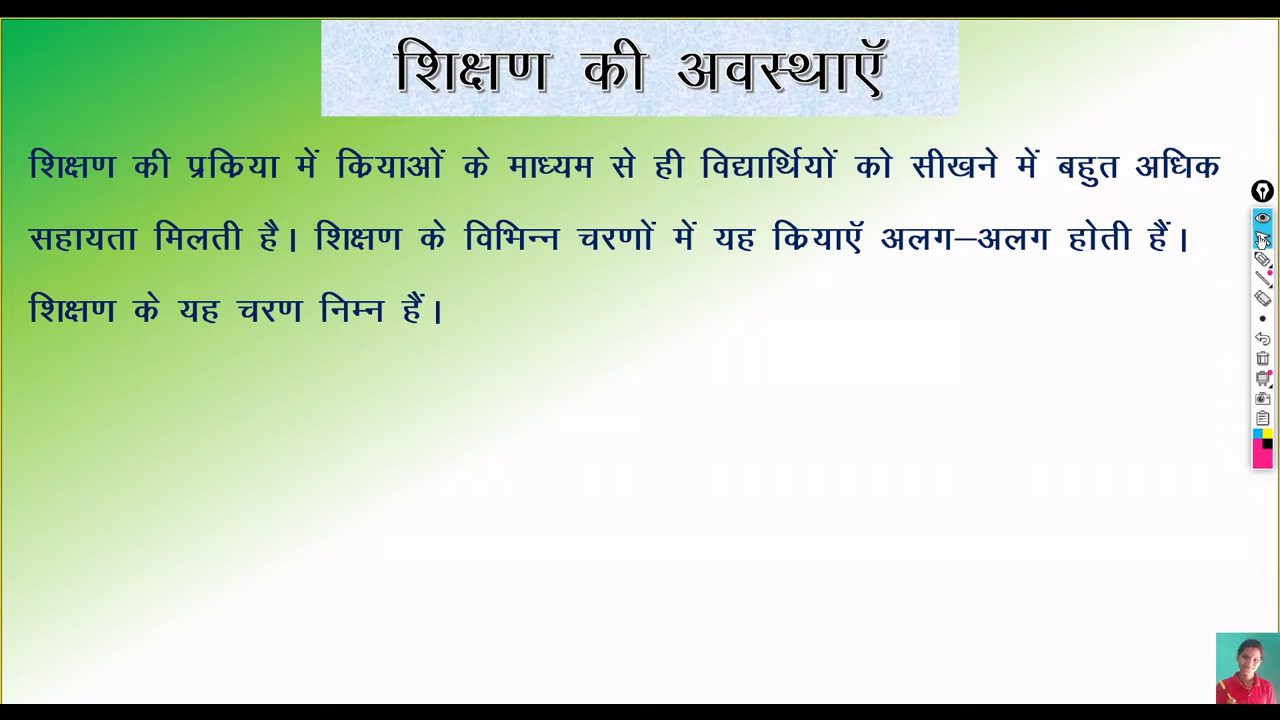 शिक्षण की अवस्थाऍ
शिक्षण की प्रकिया में कियाओं के माध्यम से ही विद्यार्थियों को सीखने में बहुत अधिक
सहायता मिलती है। शिक्षण के विभिन्न चरणों में यह कियाऍ अलग–अलग होती हैं।
शिक्षण के यह चरण निम्न हैं।